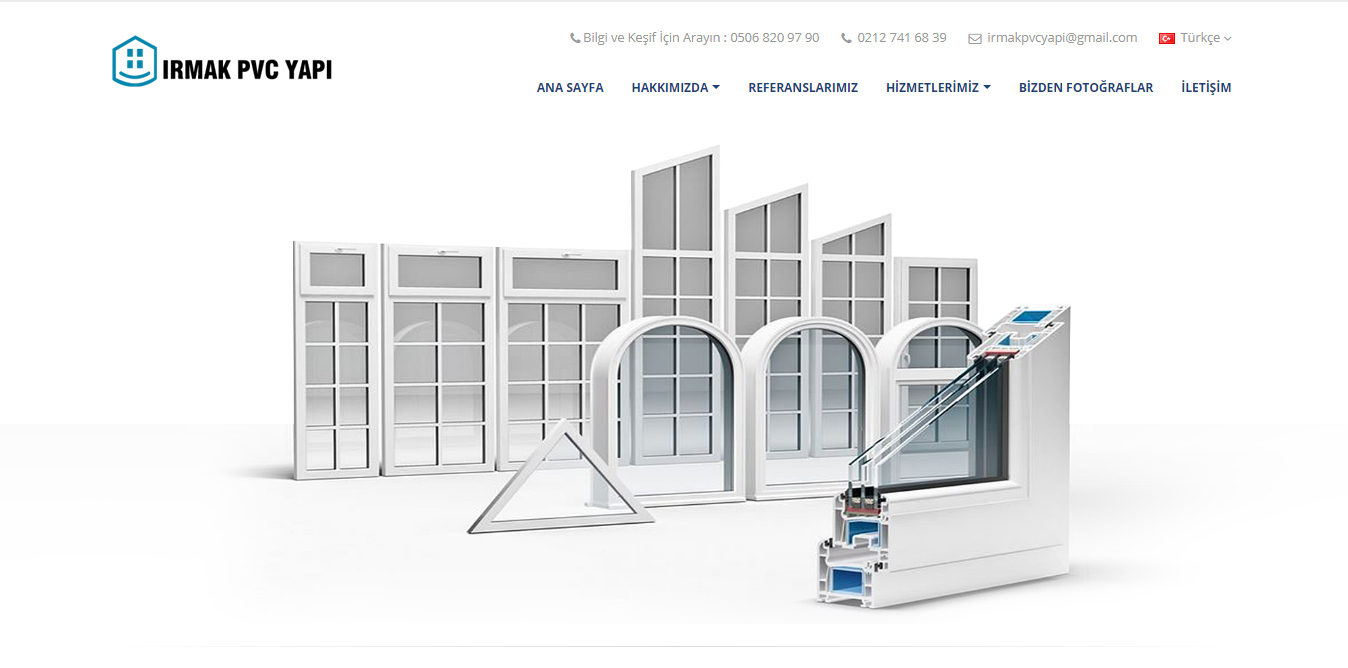 Bilgi ve Keşif İçin Arayın : 0506 820 97 90 0212 741 68 39 irmakpvcyapi@gmail.com Türkçe
IRMAK PVC YAPI
ANA SAYFA HAKKIMIZDA REFERANSLARIMIZ HİZMETLERİMİZ BİZDEN FOTOĞRAFLAR İLETİŞİM